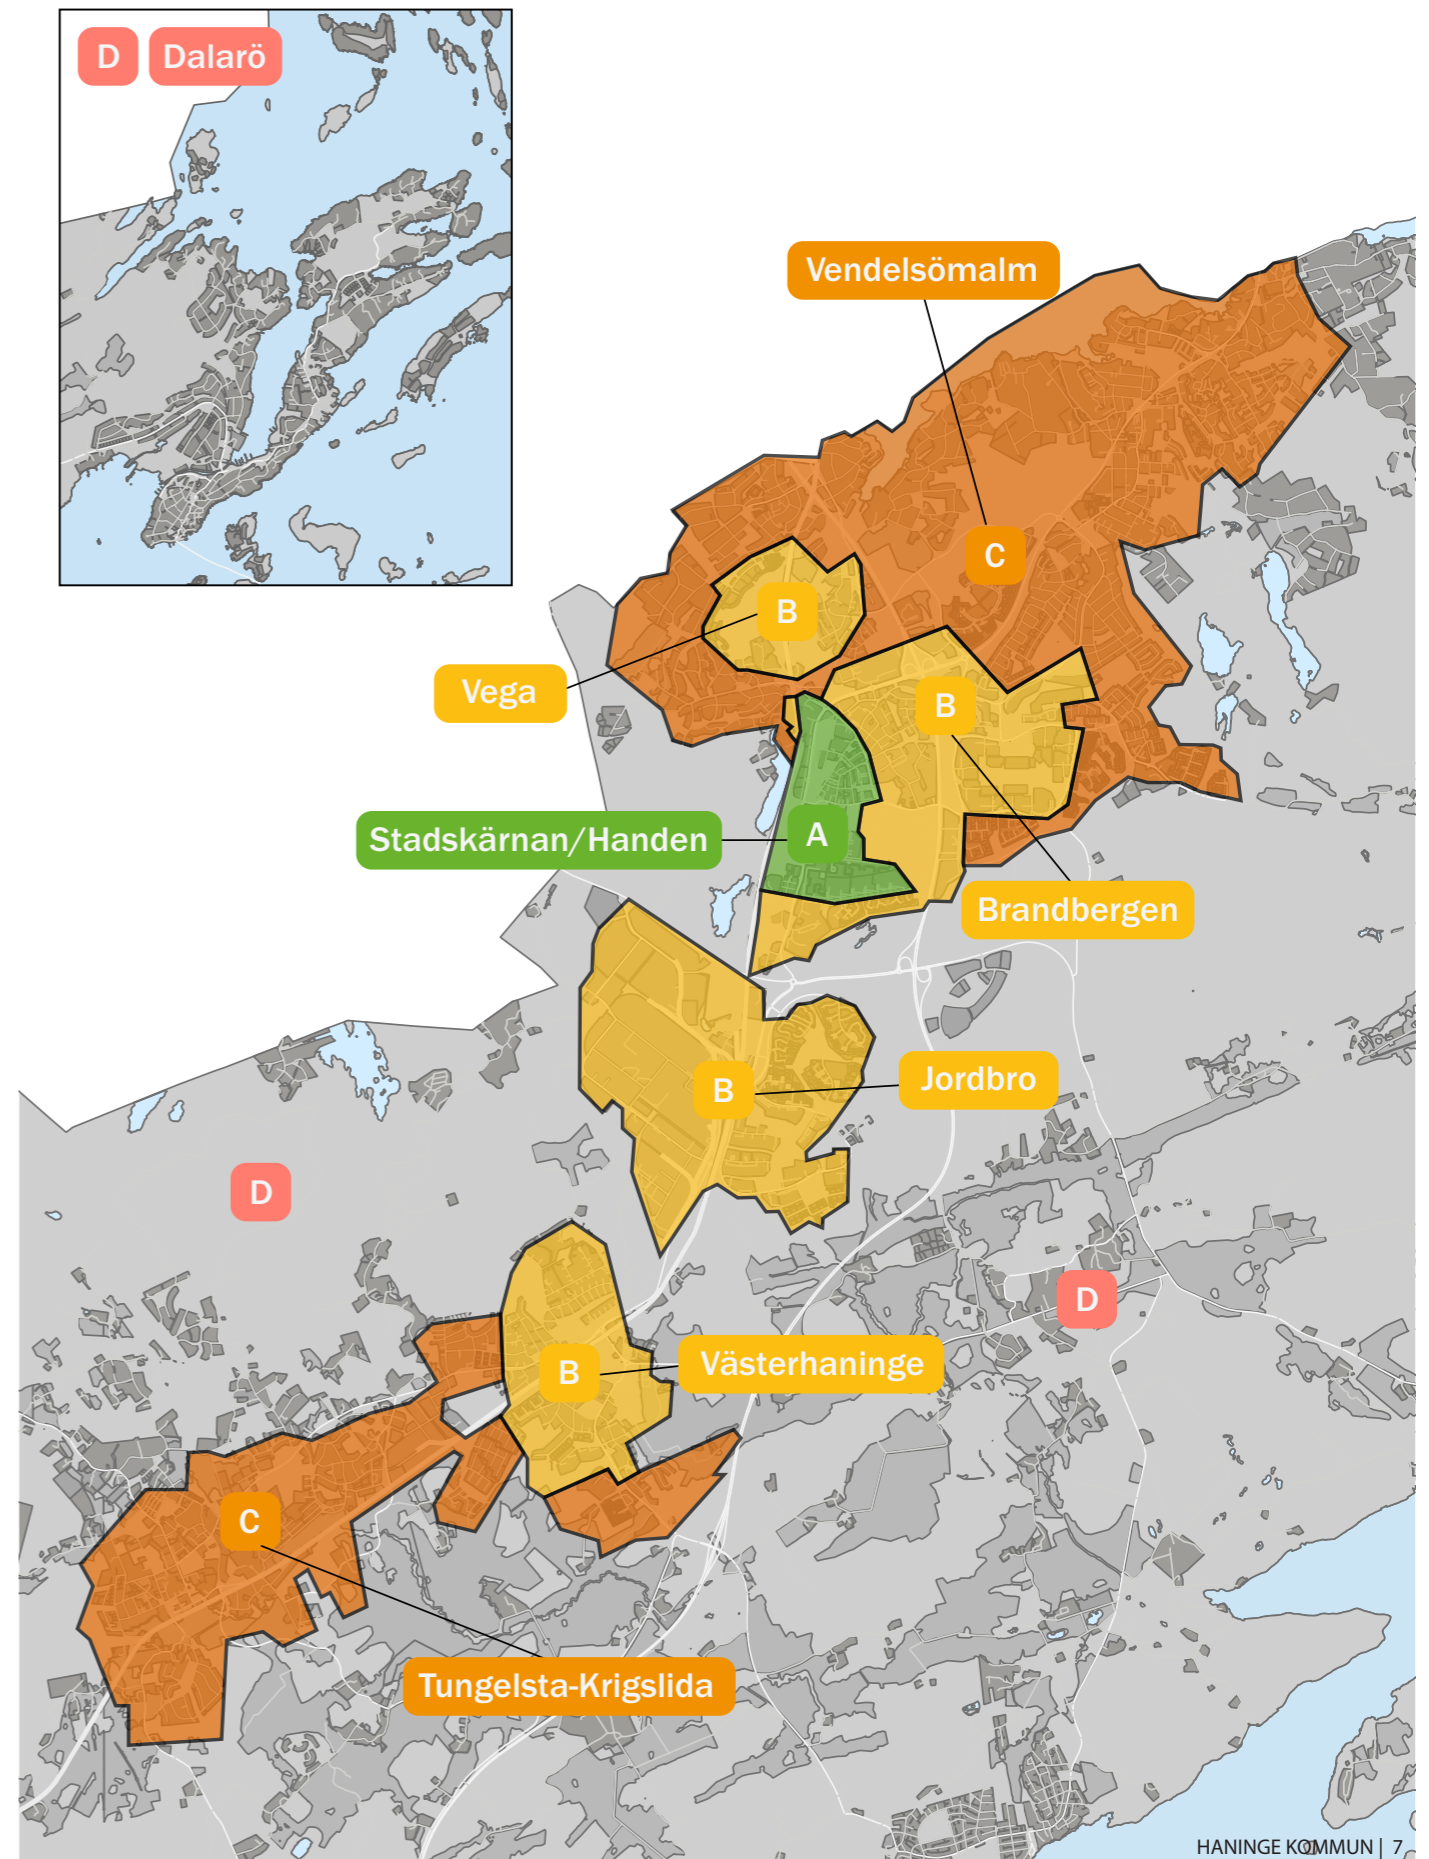 D Dalarö
Vendelsömalm
C
B
Vega
B
Stadskärnan/Handen
A
Brandbergen
B
Jordbro
D
D
B
Västerhaninge
C
Tungelsta-Krigslida
HANINGE KOMMUN | 7